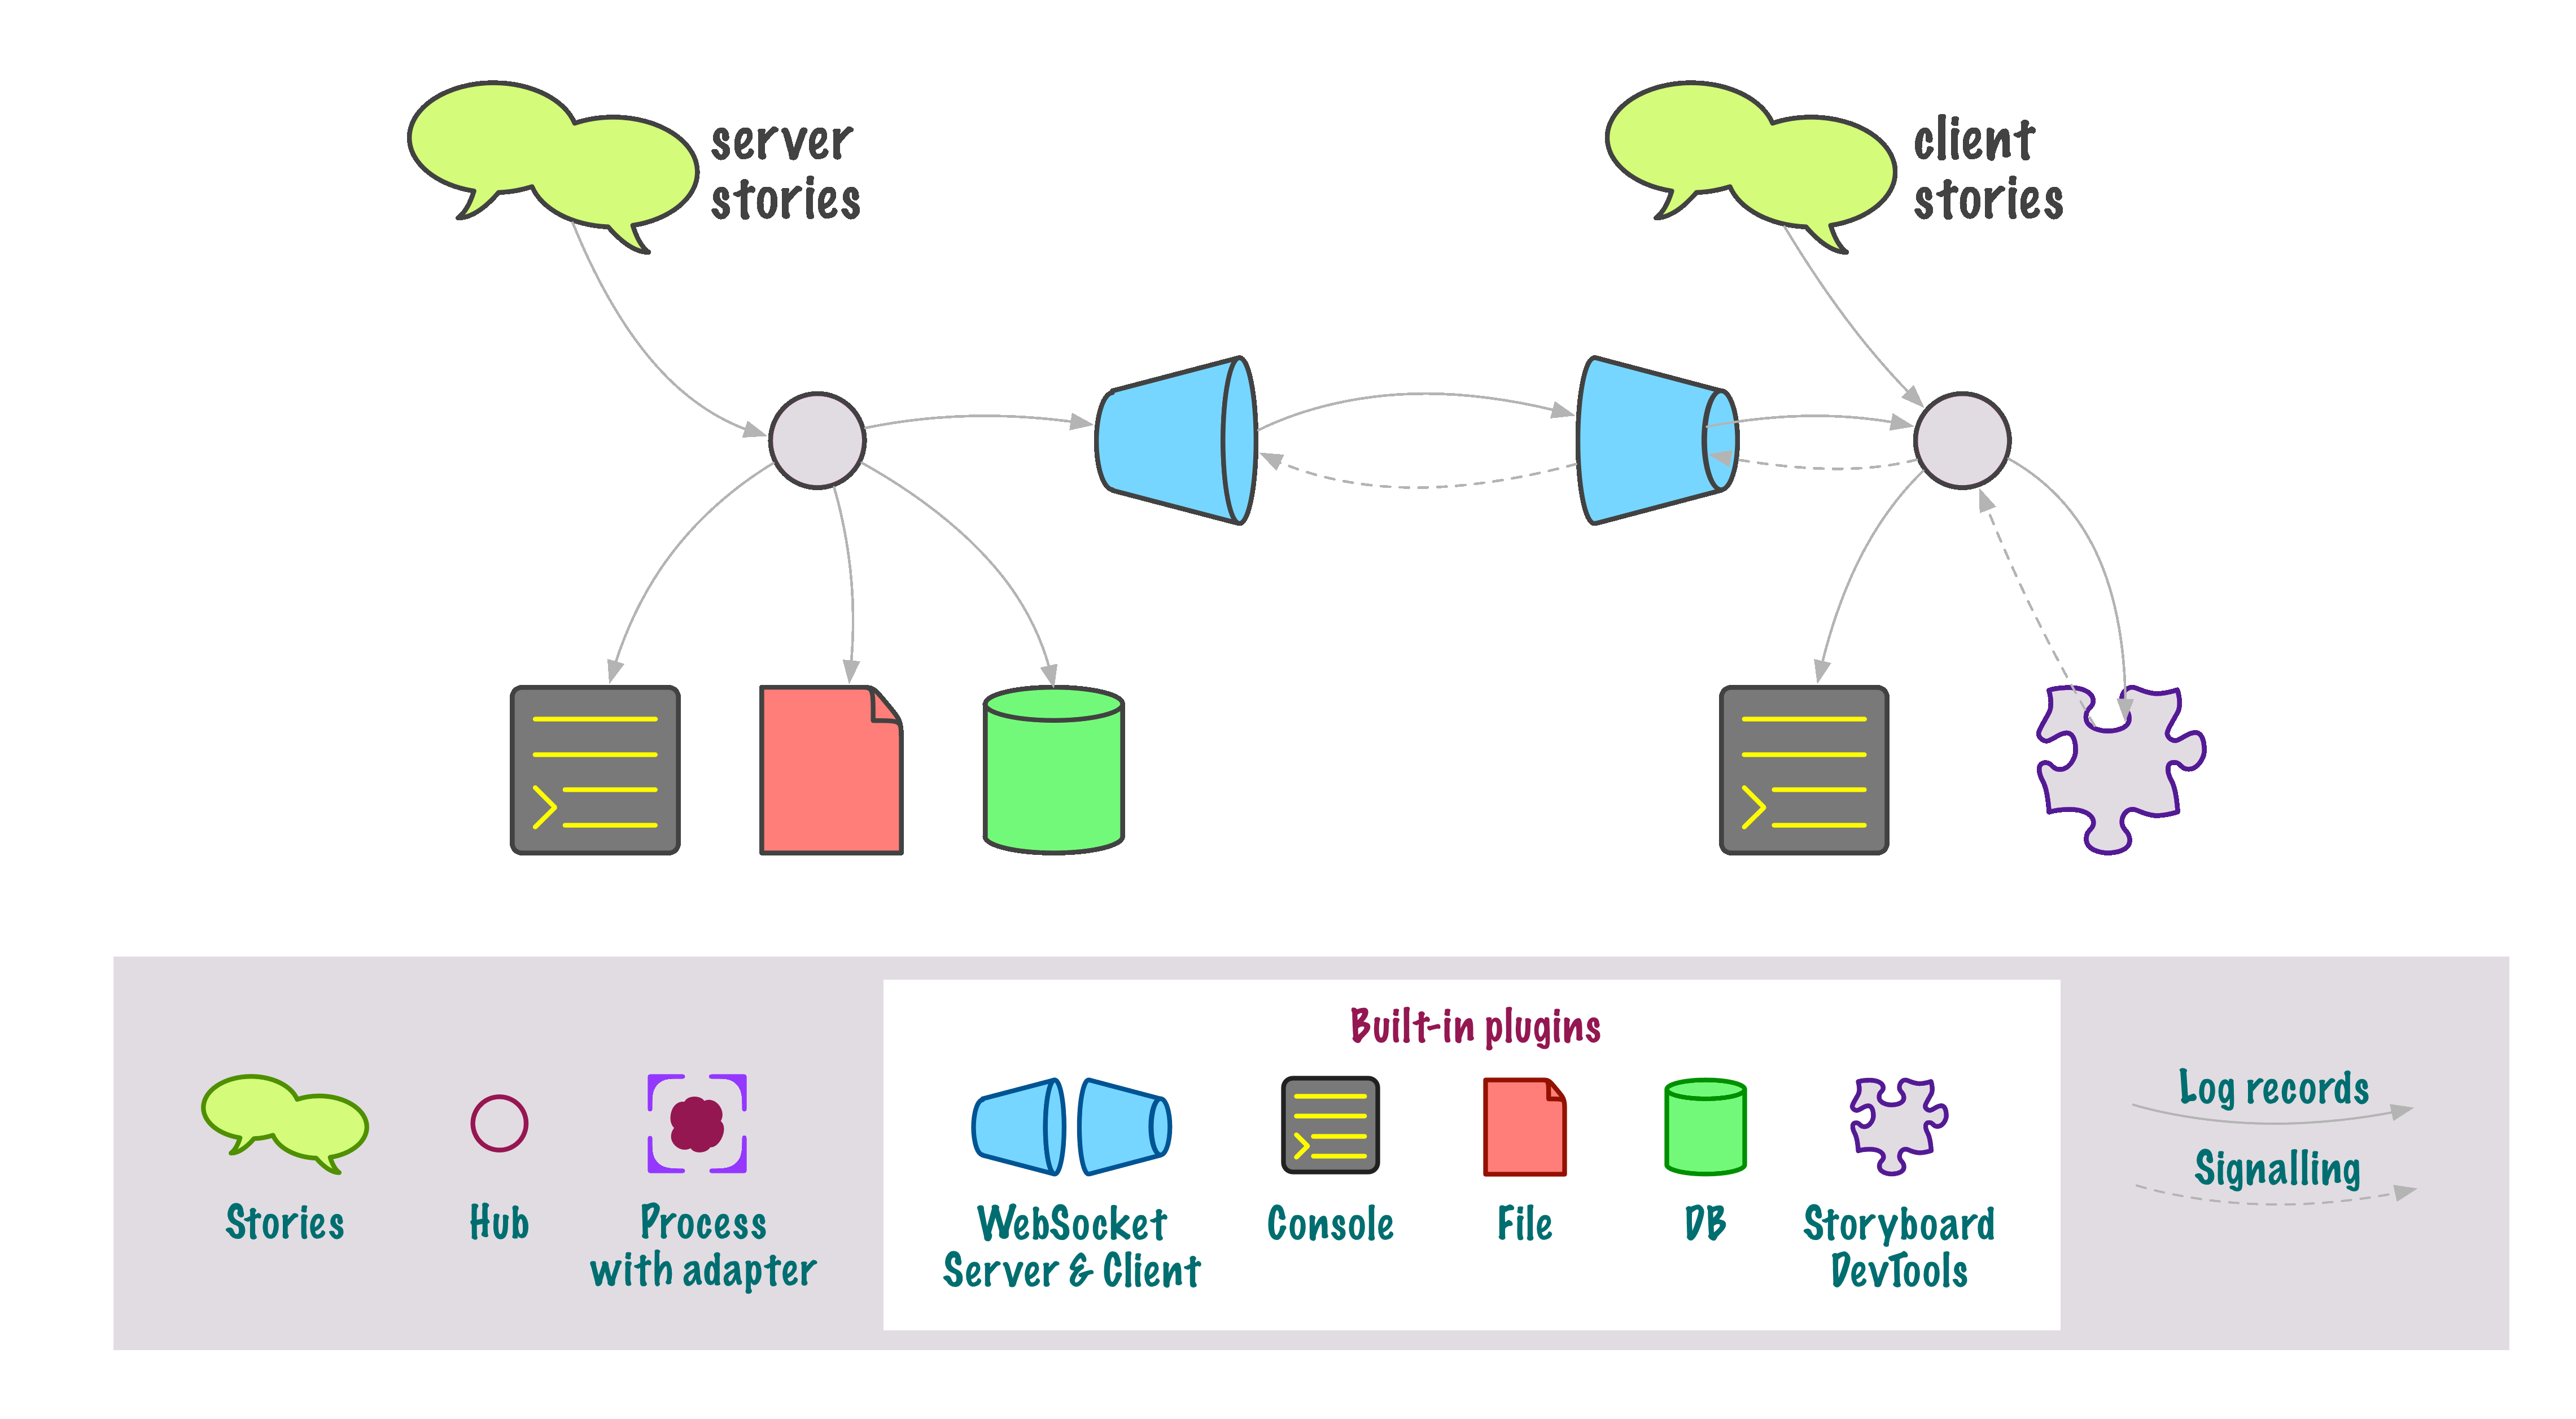 server
stories
client
stories
Built-in plugins
Stories
Hub
Process
with adapter
WebSocket
Server & Client
Console
File
DB
Storyboard
DevTools
Log records
Signalling